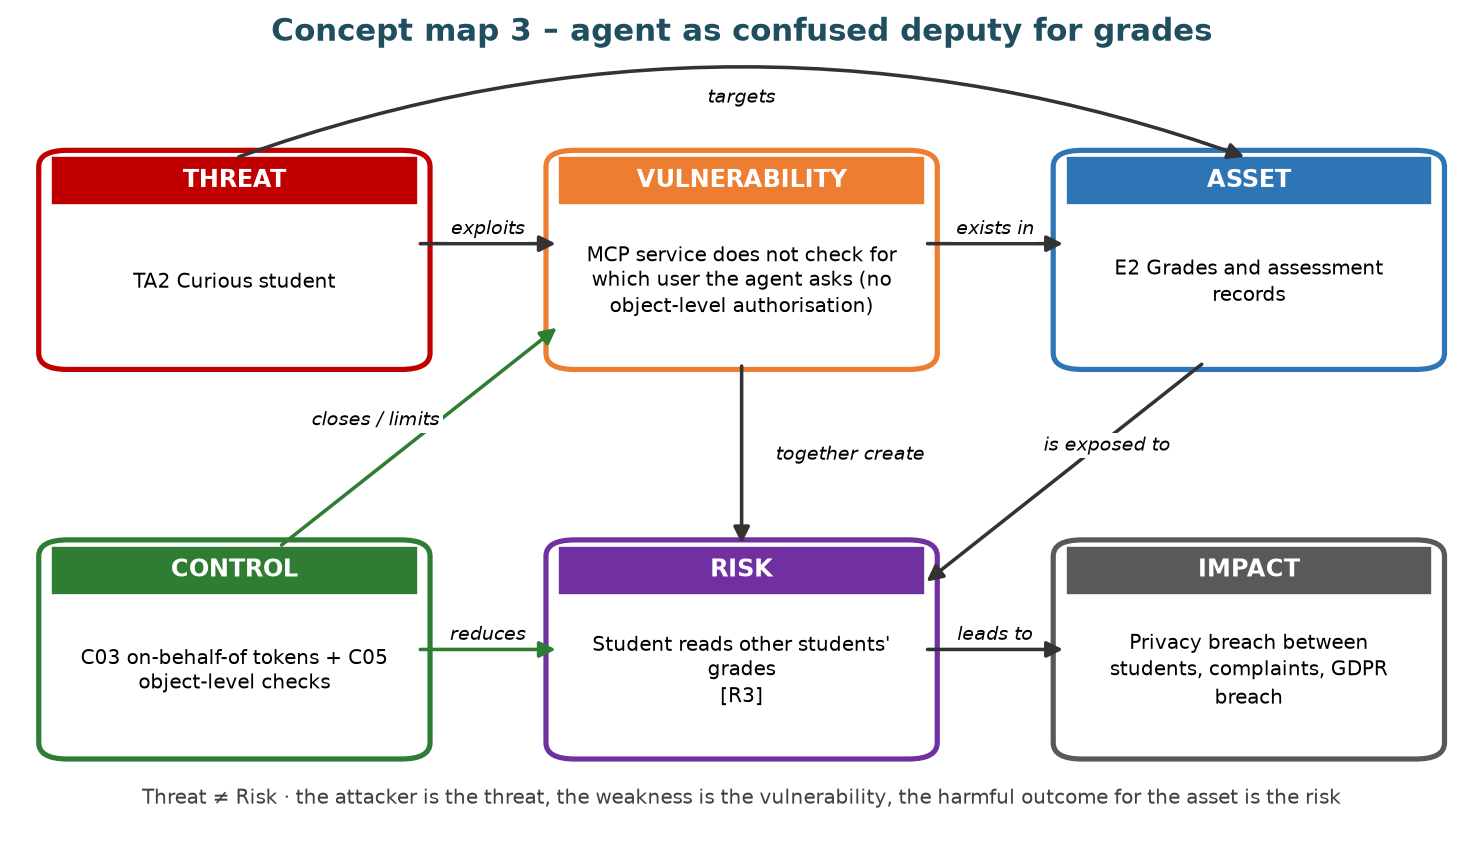 Concept map 3 – agent as confused deputy for grades
targets
THREAT
TA2 Curious student
exploits
VULNERABILITY
MCP service does not check for
which user the agent asks (no
object-level authorisation)
exists in
ASSET
E2 Grades and assessment
records
closes / limits
together create
is exposed to
CONTROL
C03 on-behalf-of tokens + C05
object-level checks
reduces
RISK
Student reads other students'
grades
[R3]
leads to
IMPACT
Privacy breach between
students, complaints, GDPR
breach
Threat ≠ Risk · the attacker is the threat, the weakness is the vulnerability, the harmful outcome for the asset is the risk